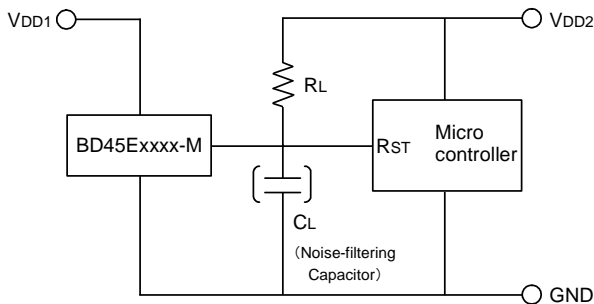 VDD1
VDD2
RL
BD45Exxxx-M
RST
Micro
controller
CL
（Noise-filtering
Capacitor）
GND